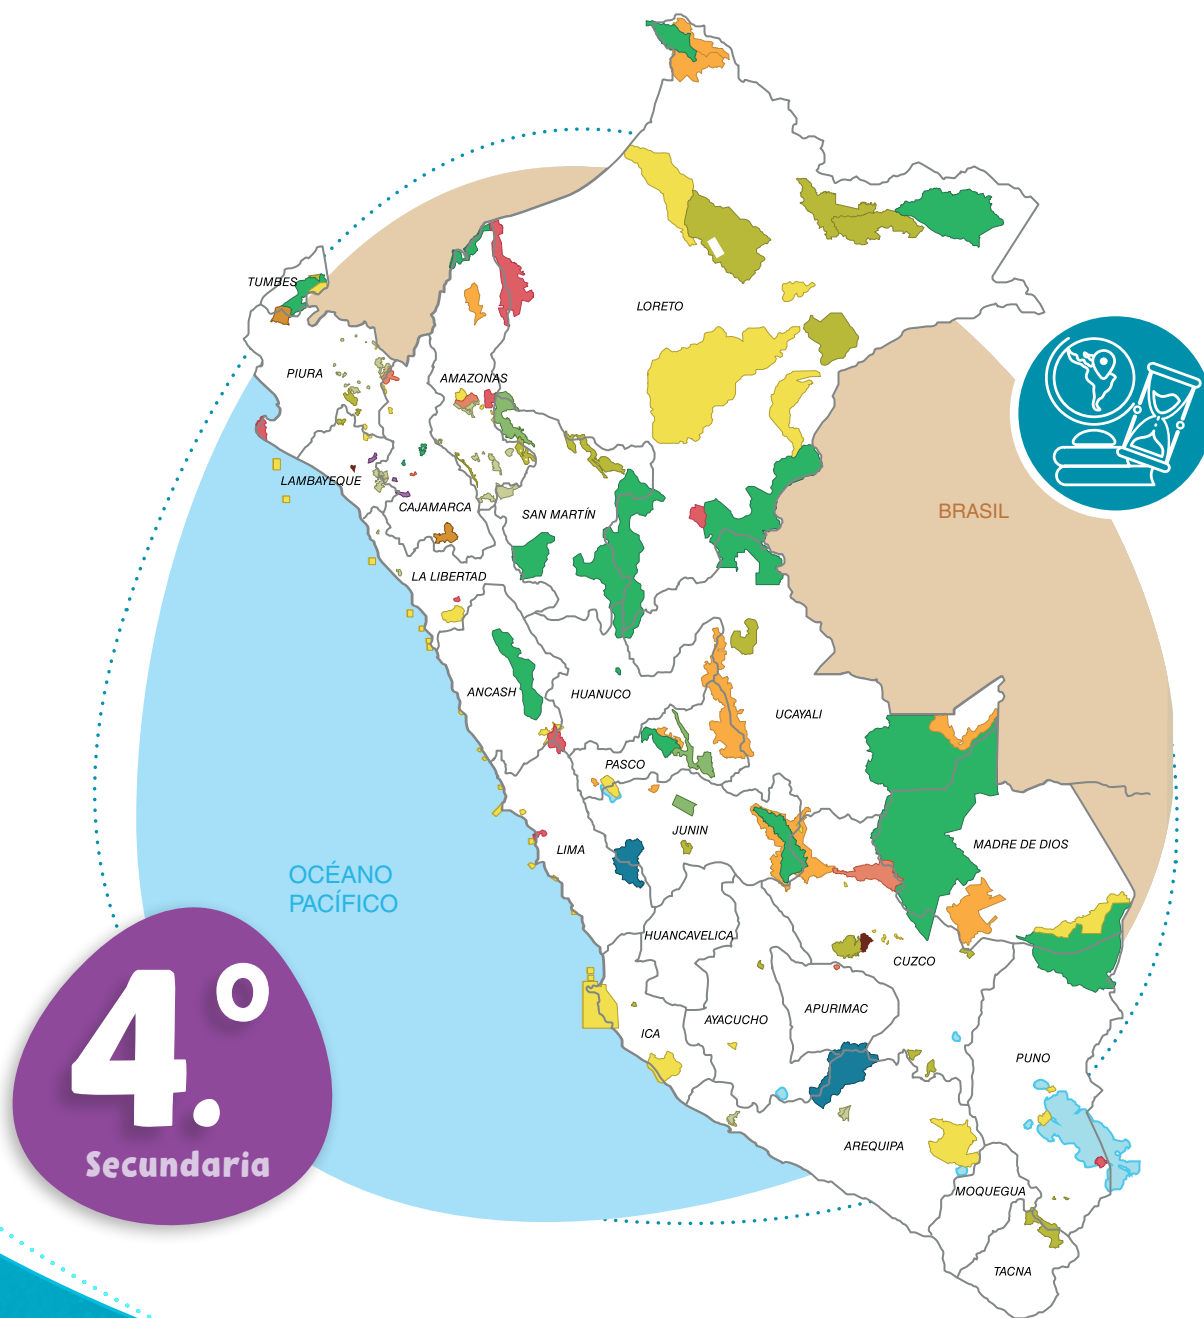 TUMBES
LORETO
PIURA
AMAZONAS
LAMBAYEQUE
CAJAMARCA
SAN MARTÍN
BRASIL
LA LIBERTAD
ANCASH
HUANUCO
UCAYALI
PASCO
JUNIN
LIMA
MADRE DE DIOS
OCÉANO
PACÍFICO
HUANCAVELICA
CUZCO
APURIMAC
AYACUCHO
ICA
PUNO
AREQUIPA
MOQUEGUA
TACNA
4.º
Secundaria